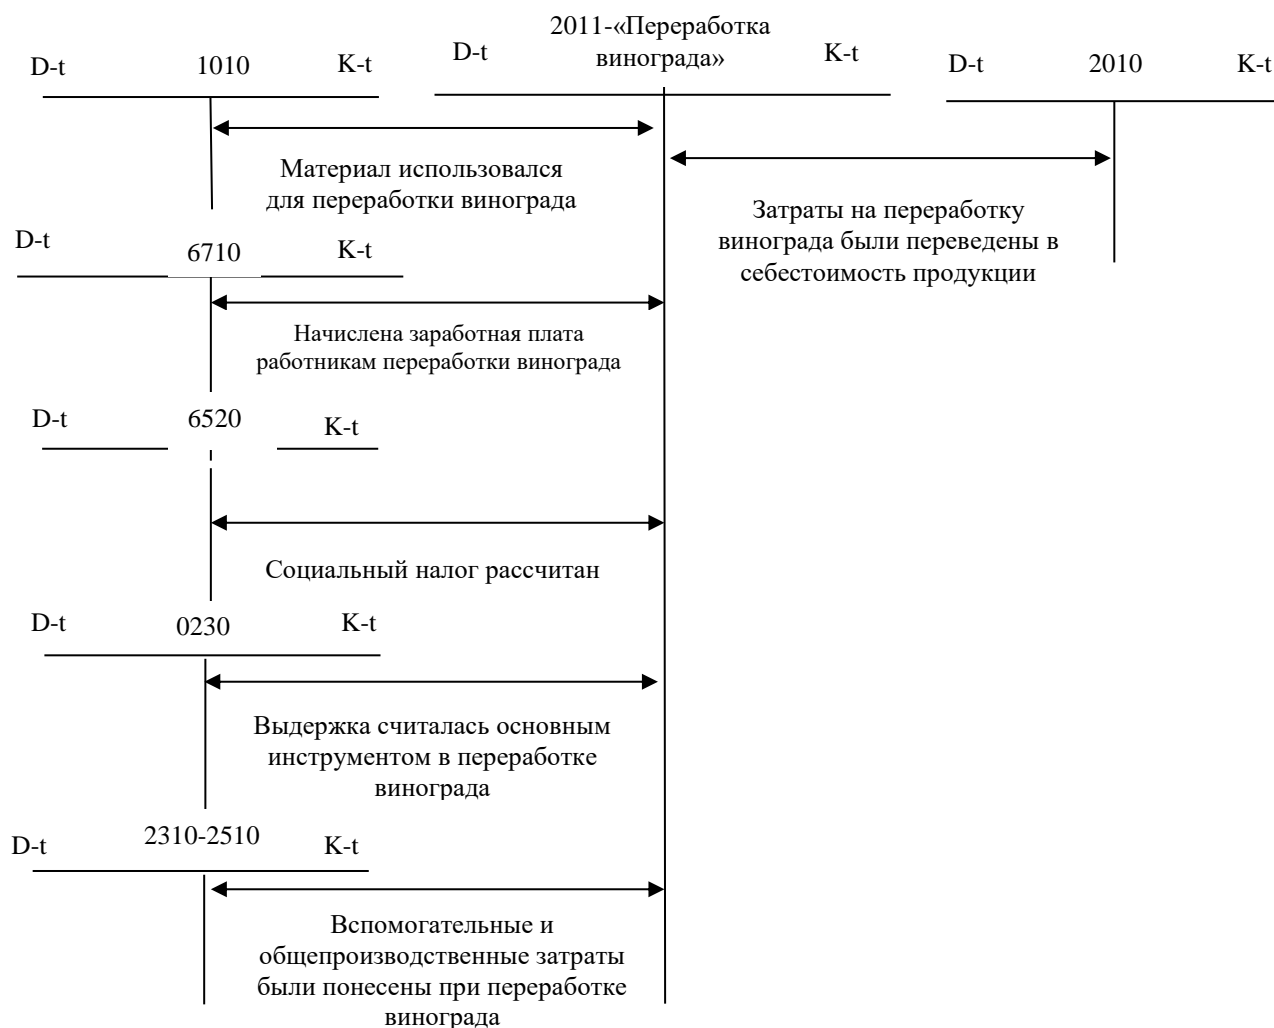 D-t 1010 K-t
D-t 2011-«Переработка
винограда» K-t
D-t 2010 K-t
Материал использовался
для переработки винограда
Затраты на переработку
винограда были переведены в
себестоимость продукции
D-t 6710 K-t
Начислена заработная плата
работникам переработки винограда
D-t 6520 K-t
Социальный налог рассчитан
D-t 0230 K-t
Выдержка считалась основным
инструментом в переработке
винограда
D-t 2310-2510 K-t
Вспомогательные и
общепроизводственные затраты
были понесены при переработке
винограда